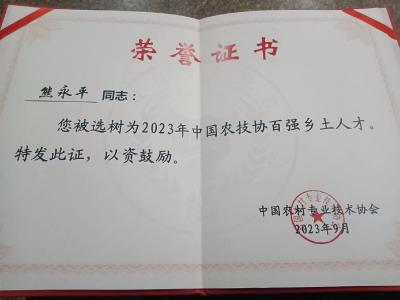 荣誉证书
熊永平 同志：
您被选树为2023年中国农技协百强乡土人才。
特发此证，以资鼓励。
中国农村专业技术协会
2023年9月